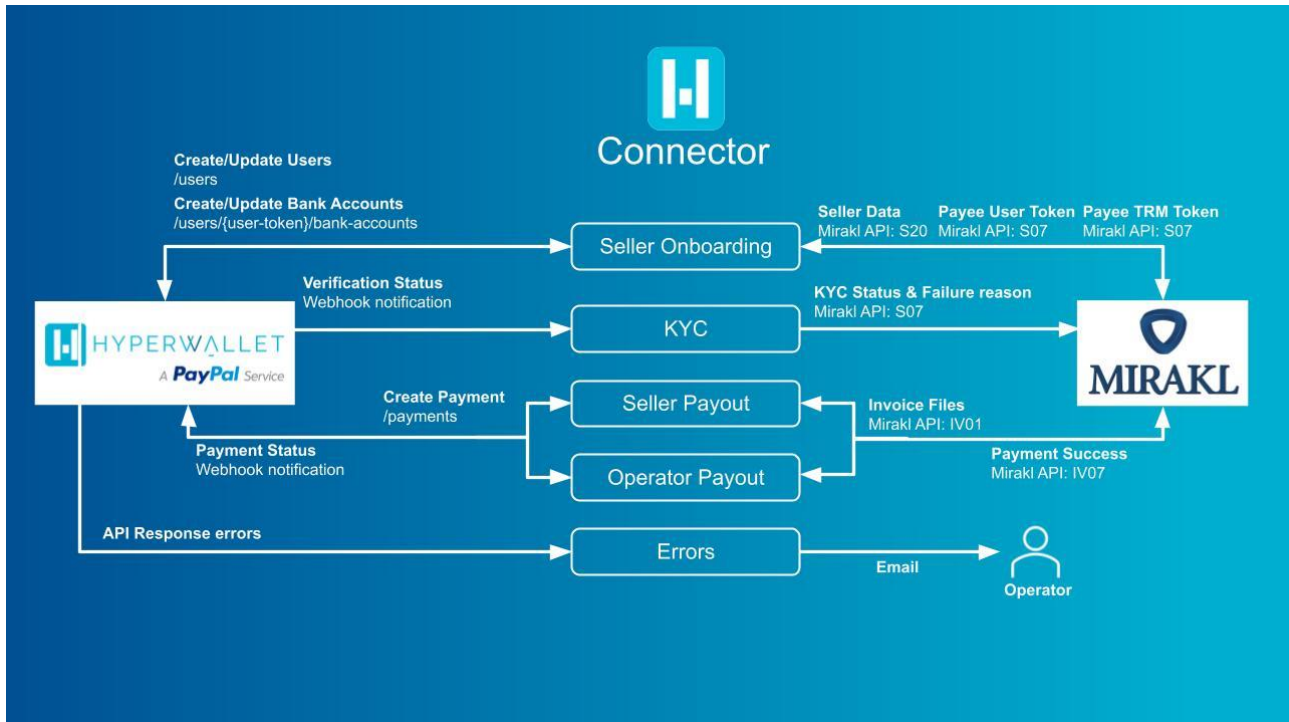 Connector
Create/Update Users
/users
Create/Update Bank Accounts
/users/{user-token}/bank-accounts
Seller Data
Mirakl API: S20
Payee User Token
Mirakl API: S07
Payee TRM Token
Mirakl API: S07
Seller Onboarding
Verification Status
Webhook notification
KYC
KYC Status & Failure reason
Mirakl API: S07
HYPERWALLET
A PayPal Service
MIRAKL
Create Payment
/payments
Seller Payout
Invoice Files
Mirakl API: IV01
Payment Status
Webhook notification
Operator Payout
Payment Success
Mirakl API: IV07
API Response errors
Errors
Email
Operator